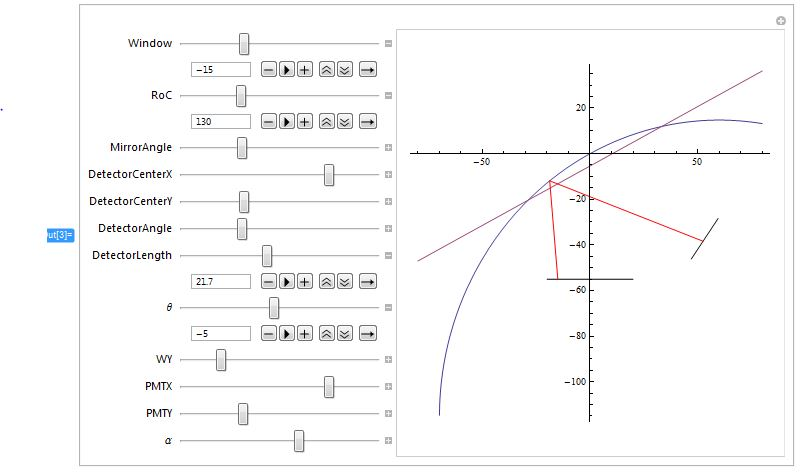 Window
−15
RoC
130
MirrorAngle
DetectorCenterX
DetectorCenterY
DetectorAngle
DetectorLength
21.7
θ
−5
WY
PMTX
PMTY
α
ut[3]=
20
−50
50
−20
−40
−60
−80
−100